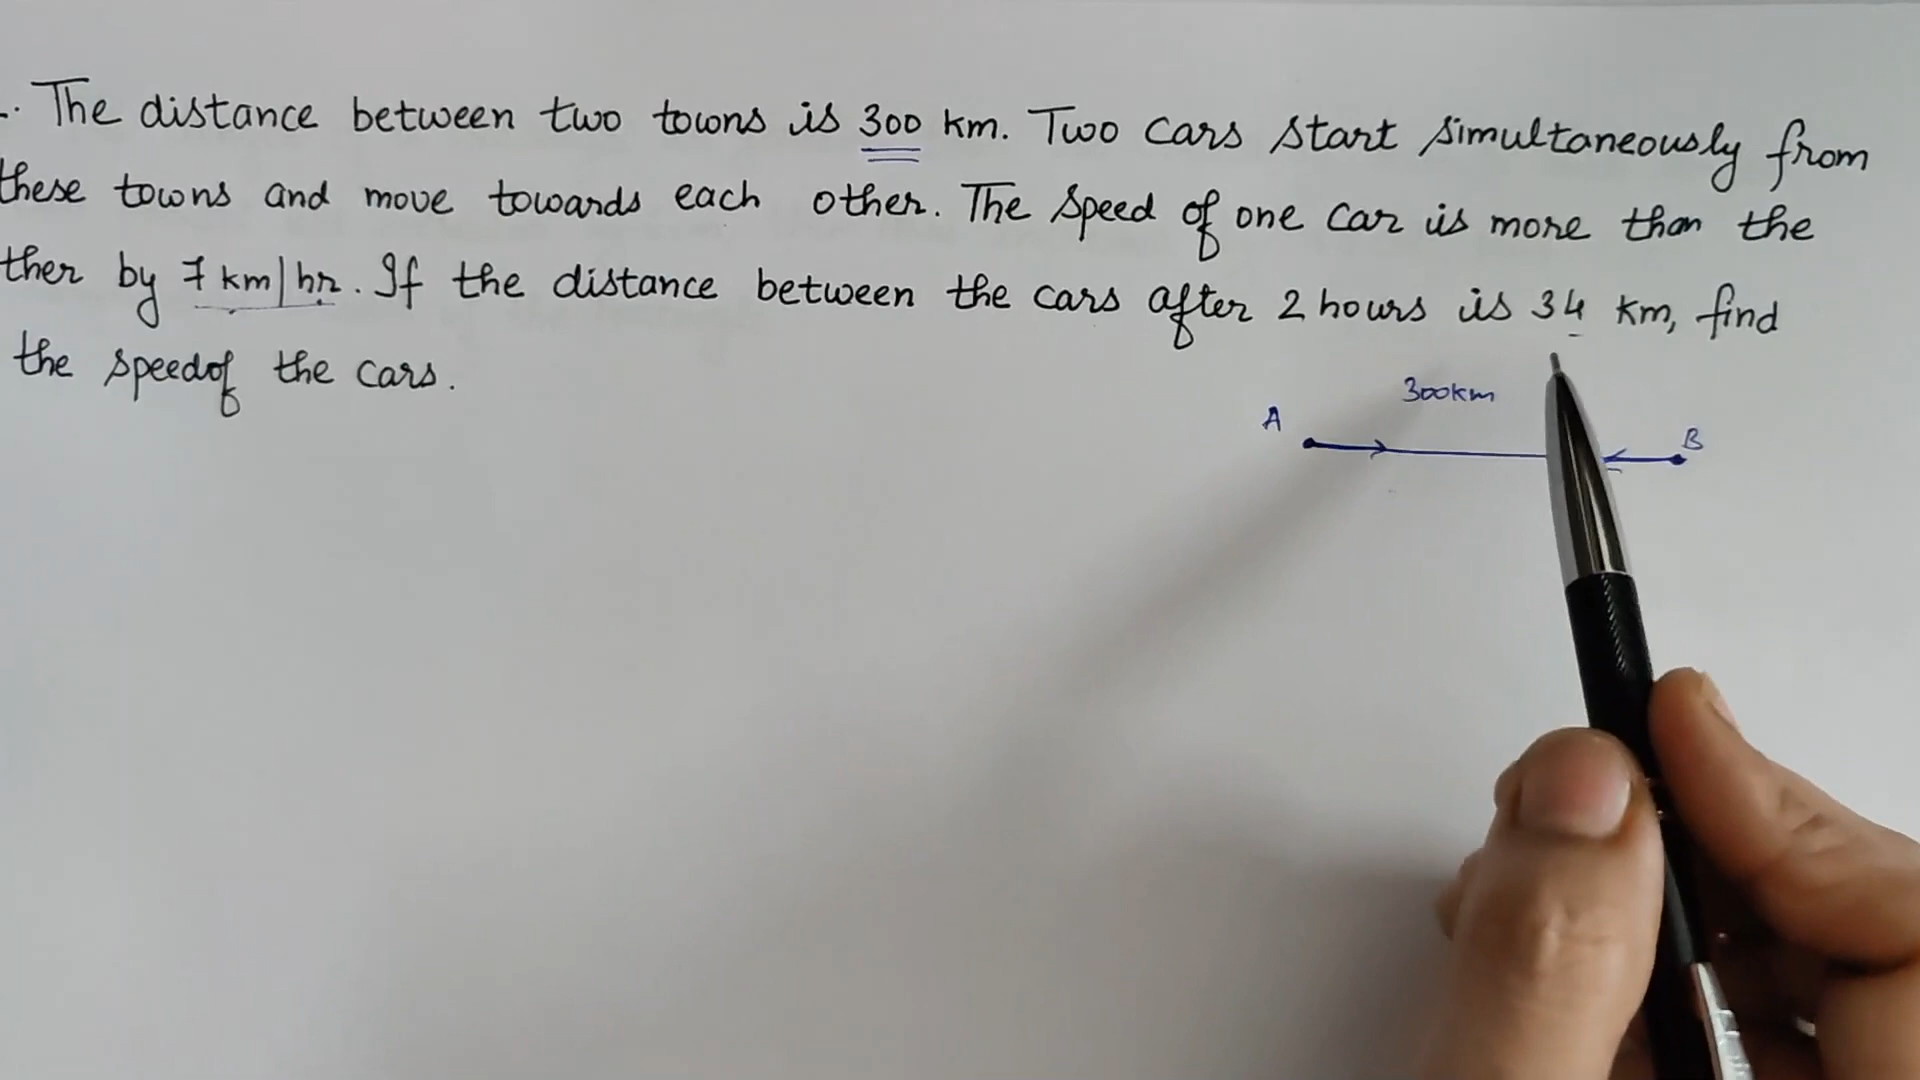 . The distance between two towns is 300 km. Two cars start simultaneously from
these towns and move towards each other. The speed of one car is more than the
ther by 7 km/hr. If the distance between the cars after 2 hours is 34 km, find
the speed of the cars.
300km
A
B